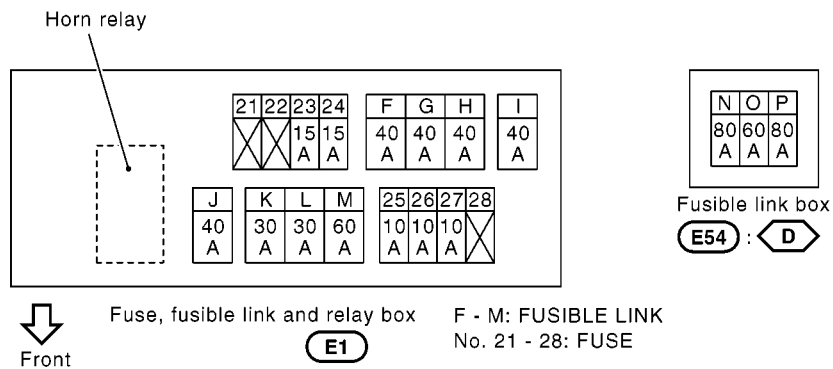 Horn relay
21 22 23 24 F G H I
15 15 40 40 40 40
A A A A A A
J K L M 25 26 27 28
40 30 30 60 10 10 10
A A A A A A A
N O P
80 60 80
A A A
Fusible link box
E54 : D
Front
Fuse, fusible link and relay box
E1
F - M: FUSIBLE LINK
No. 21 - 28: FUSE